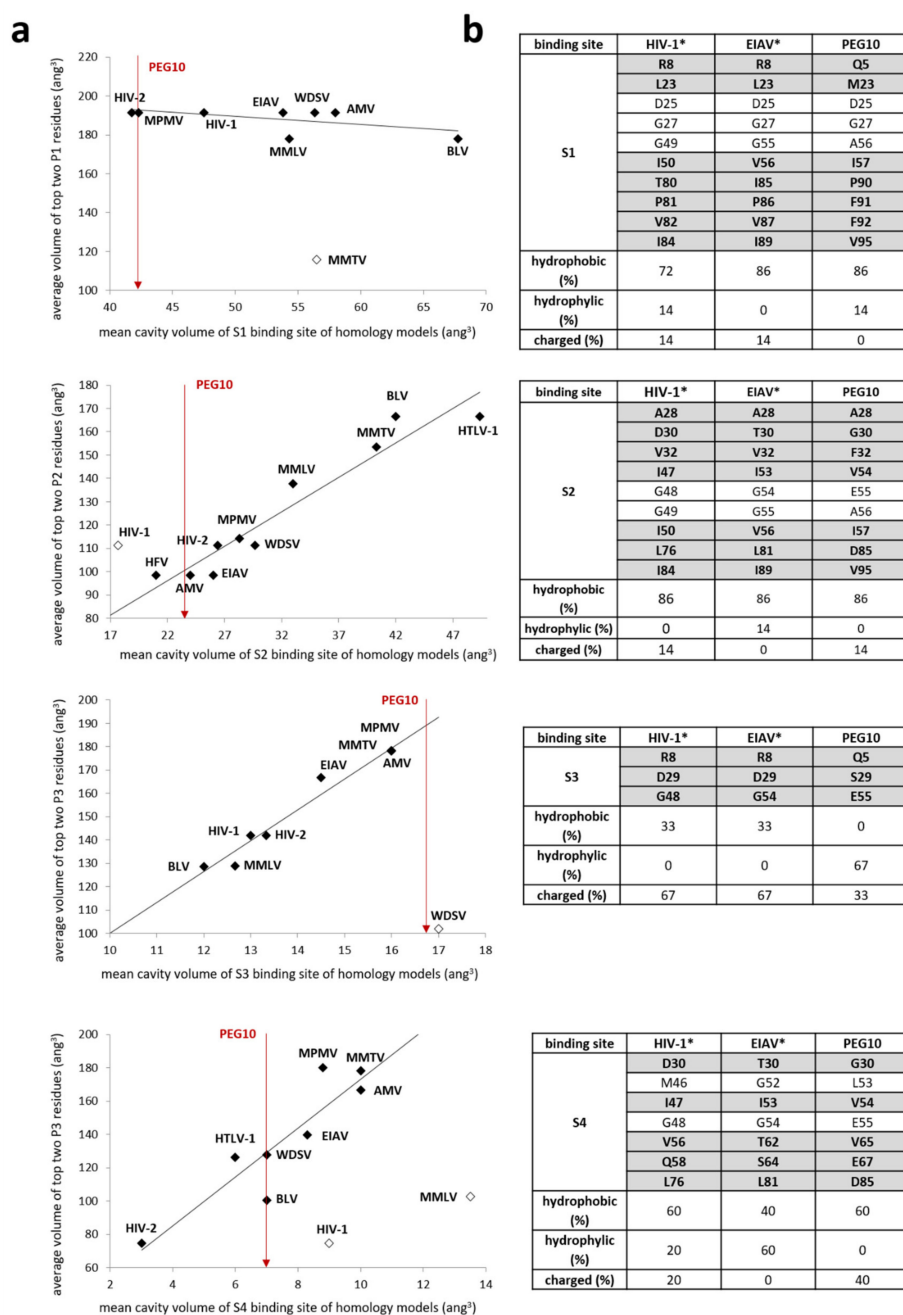 a
average volume of top two P1 residues (ang³)
220
200
180
160
140
120
100
PEG10
HIV-2
MPMV
HIV-1
EIAV
WDSV
AMV
MMLV
BLV
MMTV
40 45 50 55 60 65 70
mean cavity volume of S1 binding site of homology models (ang³)
average volume of top two P2 residues (ang³)
180
170
160
150
140
130
120
110
100
90
80
PEG10
BLV
HTLV-1
MMTV
MMLV
MPMV
HIV-1
HIV-2
WDSV
HFV
AMV
EIAV
17 22 27 32 37 42 47
mean cavity volume of S2 binding site of homology models (ang³)
average volume of top two P3 residues (ang³)
210
200
190
180
170
160
150
140
130
120
110
100
PEG10
MPMV
MMTV
AMV
EIAV
HIV-1
HIV-2
BLV
MMLV
WDSV
10 11 12 13 14 15 16 17 18
mean cavity volume of S3 binding site of homology models (ang³)
average volume of top two P3 residues (ang³)
200
180
160
140
120
100
80
60
PEG10
MPMV
MMTV
AMV
HTLV-1
EIAV
WDSV
BLV
MMLV
HIV-2
HIV-1
2 4 6 8 10 12 14
mean cavity volume of S4 binding site of homology models (ang³)
b
binding site HIV-1* EIAV* PEG10
S1
R8 R8 Q5
L23 L23 M23
D25 D25 D25
G27 G27 G27
G49 G55 A56
I50 V56 I57
T80 I85 P90
P81 P86 F91
V82 V87 F92
I84 I89 V95
hydrophobic
(%)
72 86 86
hydrophylic
(%)
14 0 14
charged (%) 14 14 0
binding site HIV-1* EIAV* PEG10
S2
A28 A28 A28
D30 T30 G30
V32 V32 F32
I47 I53 V54
G48 G54 E55
G49 G55 A56
I50 V56 I57
L76 L81 D85
I84 I89 V95
hydrophobic
(%)
86 86 86
hydrophylic (%) 0 14 0
charged (%) 14 0 14
binding site HIV-1* EIAV* PEG10
S3
R8 R8 Q5
D29 D29 S29
G48 G54 E55
hydrophobic
(%)
33 33 0
hydrophylic
(%)
0 0 67
charged (%) 67 67 33
binding site HIV-1* EIAV* PEG10
S4
D30 T30 G30
M46 G52 L53
I47 I53 V54
G48 G54 E55
V56 T62 V65
Q58 S64 E67
L76 L81 D85
hydrophobic
(%)
60 40 60
hydrophylic
(%)
20 60 0
charged (%) 20 0 40